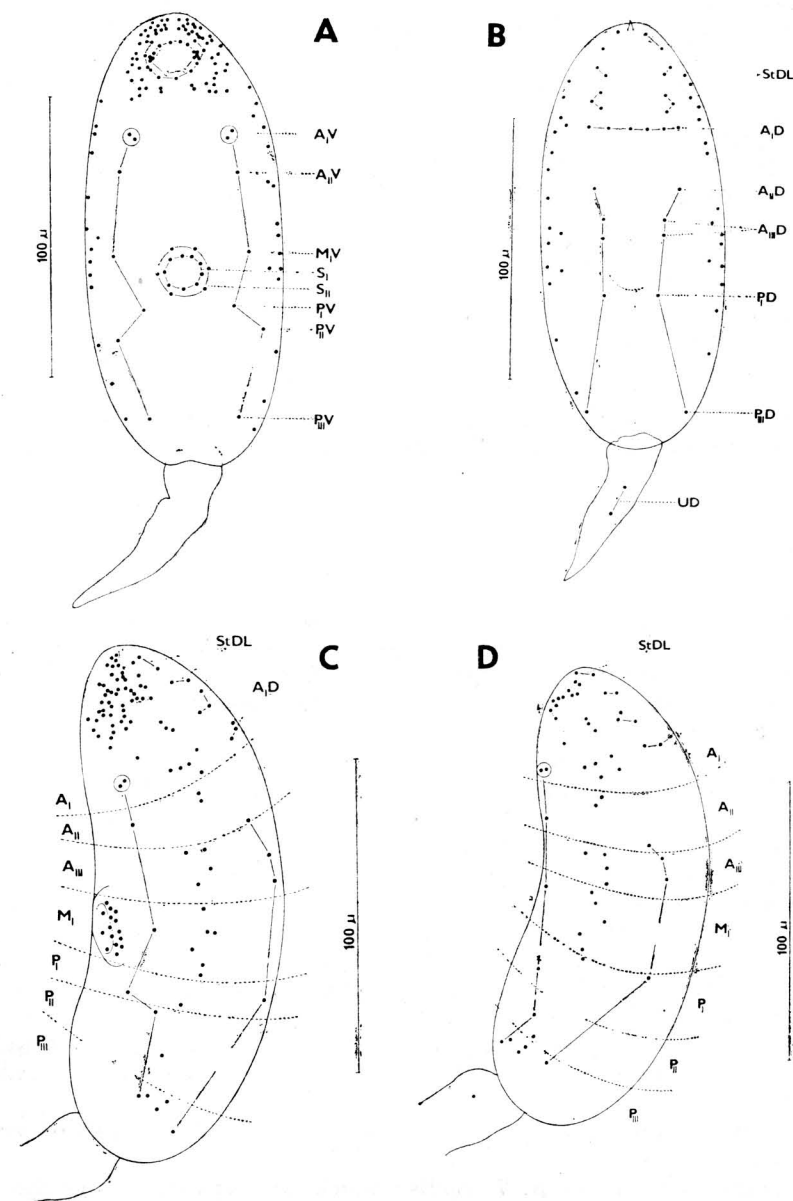 A
A_I V
A_II V
M_I V
S_I
S_II
P_I V
P_II V
P_III V
100 µ
B
StDL
A_I D
A_II D
A_III D
P_I D
P_III D
UD
100 µ
C
StDL
A_I D
A_I
A_II
A_III
M_I
P_I
P_II
P_III
100 µ
D
StDL
A_I
A_II
A_III
M_I
P_I
P_II
P_III
100 µ